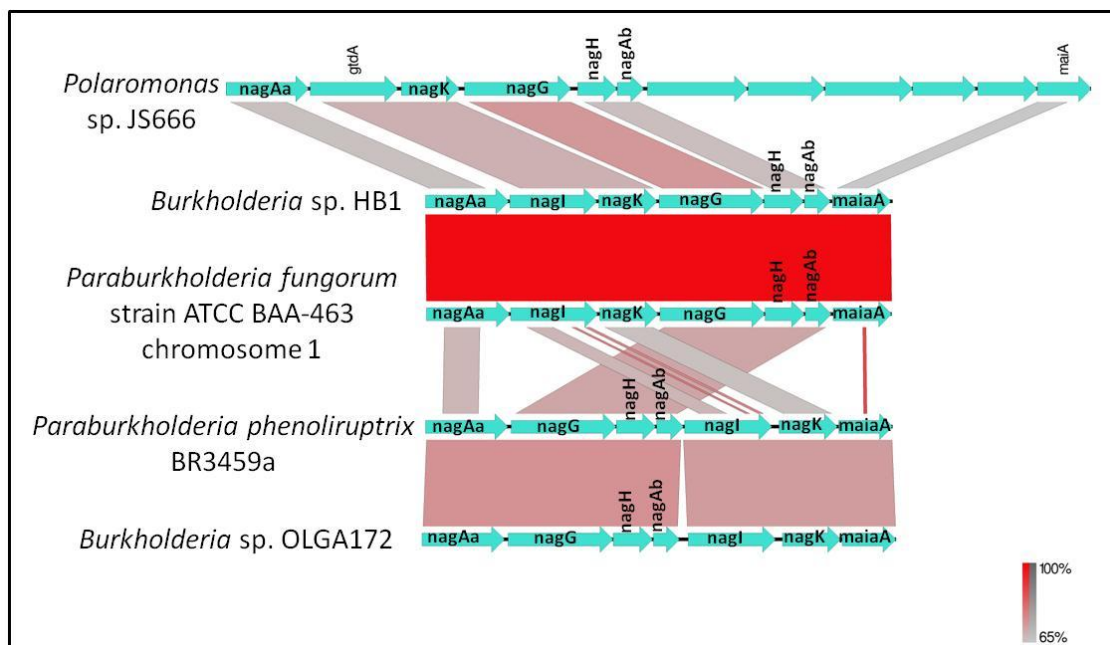 gtdA
nagH
nagAb
maiA
Polaromonas
sp. JS666
nagAa
nagK
nagG
nagH
nagAb
Burkholderia sp. HB1
nagAa
nagI
nagK
nagG
maiaA
Paraburkholderia fungorum
strain ATCC BAA-463
chromosome 1
nagH
nagAb
nagAa
nagI
nagK
nagG
maiaA
nagH
nagAb
Paraburkholderia phenoliruptrix
BR3459a
nagAa
nagG
nagI
nagK
maiaA
nagH
nagAb
Burkholderia sp. OLGA172
nagAa
nagG
nagI
nagK
maiaA
100%
65%